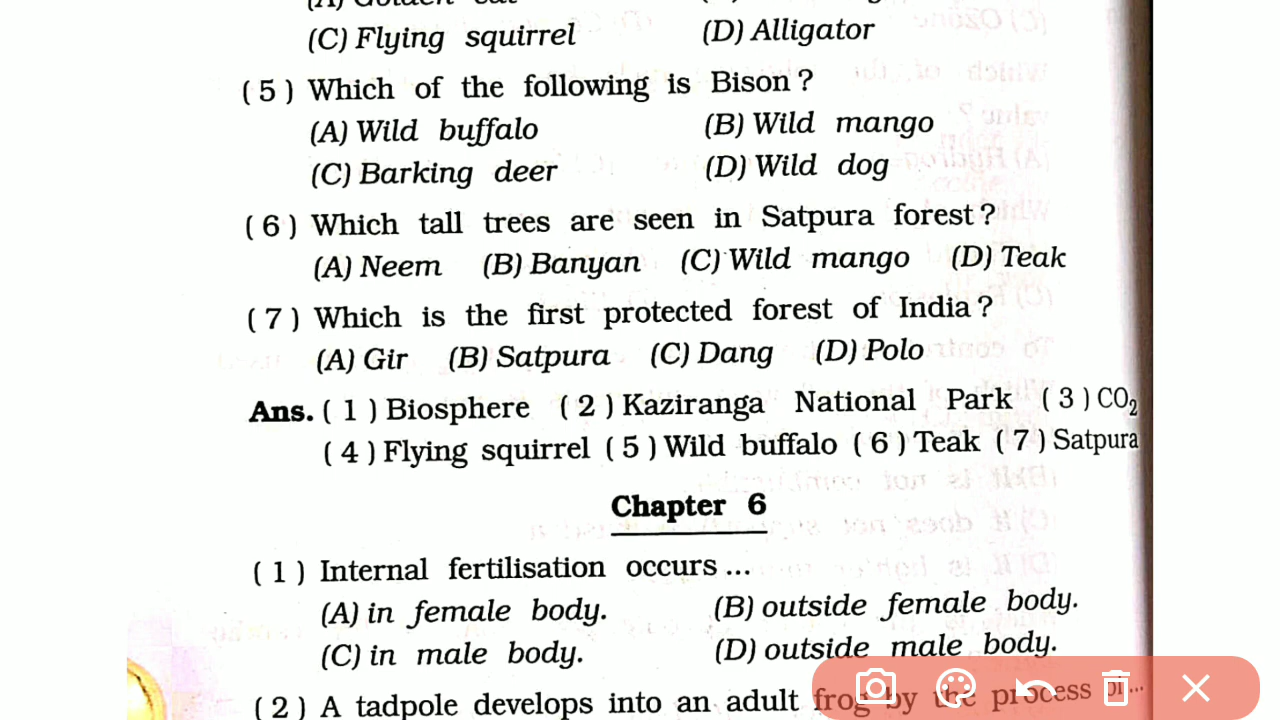 (C) Flying squirrel (D) Alligator
( 5 ) Which of the following is Bison ?
(A) Wild buffalo (B) Wild mango
(C) Barking deer (D) Wild dog
( 6 ) Which tall trees are seen in Satpura forest ?
(A) Neem (B) Banyan (C) Wild mango (D) Teak
( 7 ) Which is the first protected forest of India ?
(A) Gir (B) Satpura (C) Dang (D) Polo
Ans. ( 1 ) Biosphere ( 2 ) Kaziranga National Park ( 3 ) CO₂
( 4 ) Flying squirrel ( 5 ) Wild buffalo ( 6 ) Teak ( 7 ) Satpura
Chapter 6
( 1 ) Internal fertilisation occurs ...
(A) in female body. (B) outside female body.
(C) in male body. (D) outside male body.
( 2 ) A tadpole develops into an adult frog by the process of ...